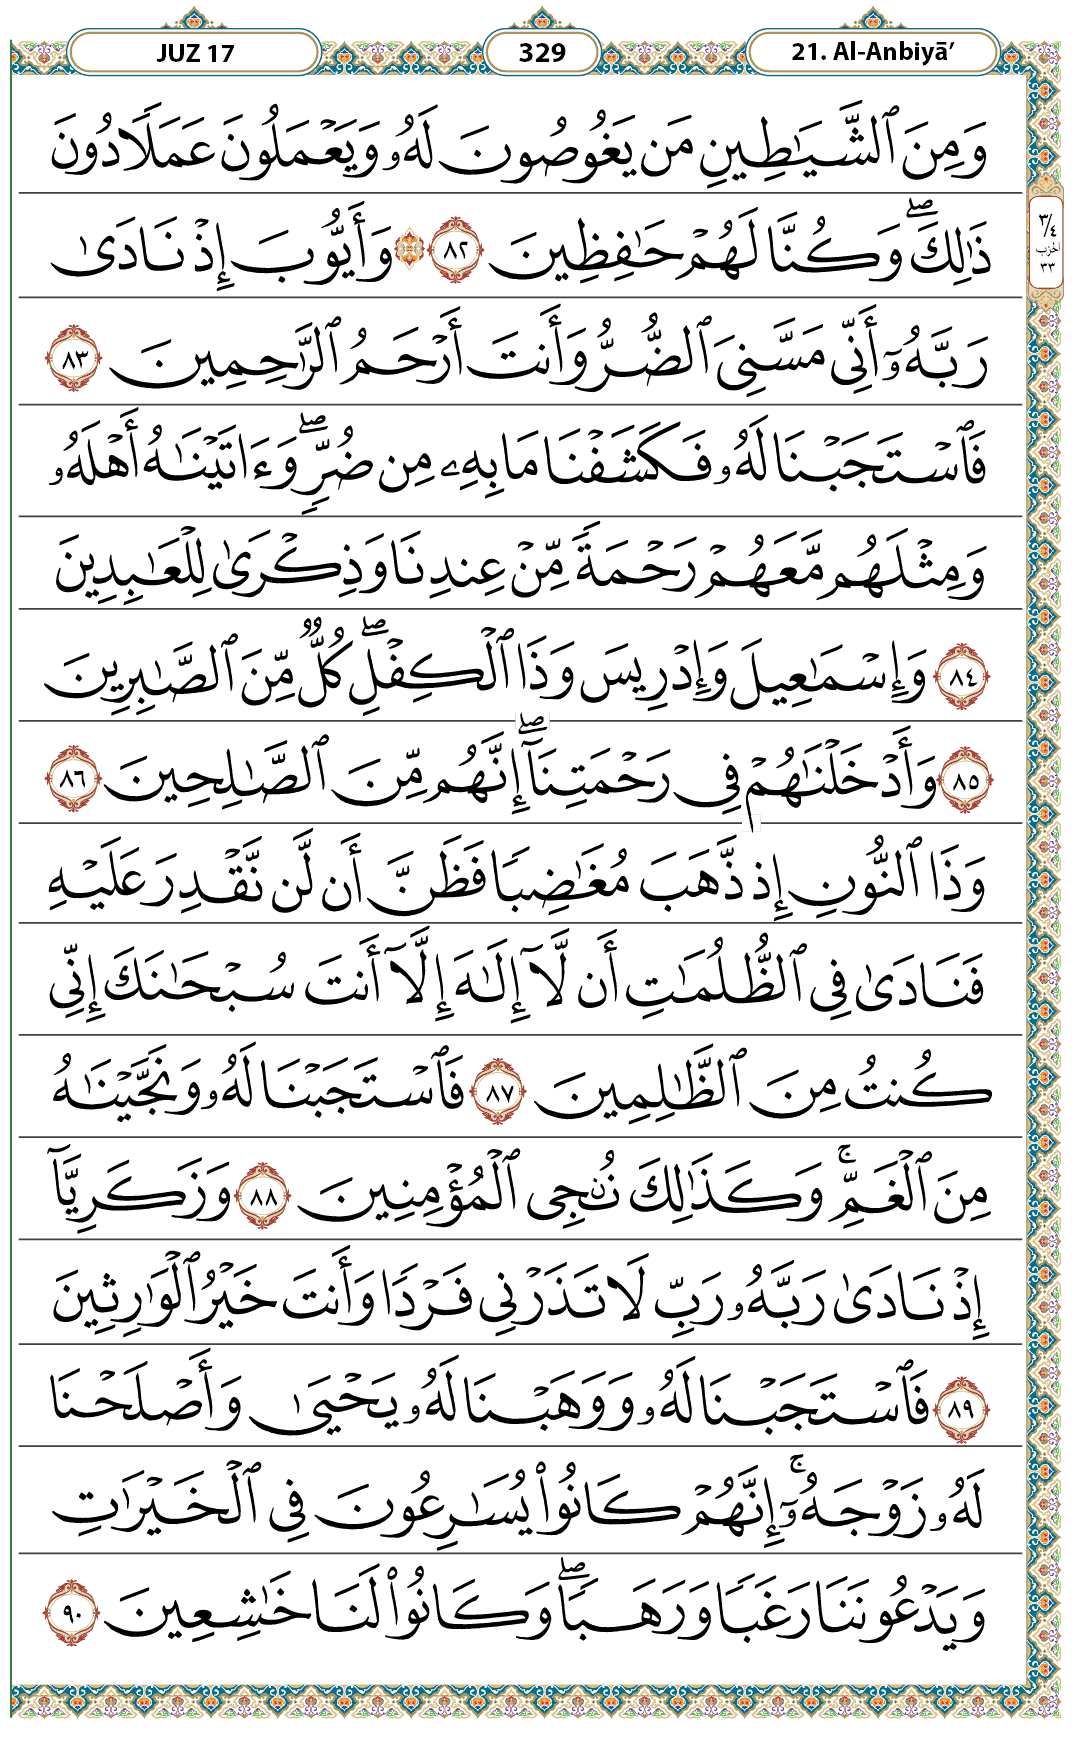 JUZ 17 329 21. Al-Anbiyā’
وَمِنَ ٱلشَّيَـٰطِينِ مَن يَغُوصُونَ لَهُۥ وَيَعْمَلُونَ عَمَلًا دُونَ
ذَٰلِكَ ۖ وَكُنَّا لَهُمْ حَـٰفِظِينَ ٨٢ ۞ وَأَيُّوبَ إِذْ نَادَىٰ
٣/٤
الحزب
٣٣
رَبَّهُۥٓ أَنِّى مَسَّنِىَ ٱلضُّرُّ وَأَنتَ أَرْحَمُ ٱلرَّٰحِمِينَ ٨٣
فَٱسْتَجَبْنَا لَهُۥ فَكَشَفْنَا مَا بِهِۦ مِن ضُرٍّ ۖ وَءَاتَيْنَـٰهُ أَهْلَهُۥ
وَمِثْلَهُم مَّعَهُمْ رَحْمَةً مِّنْ عِندِنَا وَذِكْرَىٰ لِلْعَـٰبِدِينَ
٨٤ وَإِسْمَـٰعِيلَ وَإِدْرِيسَ وَذَا ٱلْكِفْلِ ۖ كُلٌّ مِّنَ ٱلصَّـٰبِرِينَ
٨٥ وَأَدْخَلْنَـٰهُمْ فِى رَحْمَتِنَآ ۖ إِنَّهُم مِّنَ ٱلصَّـٰلِحِينَ ٨٦
وَذَا ٱلنُّونِ إِذ ذَّهَبَ مُغَـٰضِبًا فَظَنَّ أَن لَّن نَّقْدِرَ عَلَيْهِ
فَنَادَىٰ فِى ٱلظُّلُمَـٰتِ أَن لَّآ إِلَـٰهَ إِلَّآ أَنتَ سُبْحَـٰنَكَ إِنِّى
كُنتُ مِنَ ٱلظَّـٰلِمِينَ ٨٧ فَٱسْتَجَبْنَا لَهُۥ وَنَجَّيْنَـٰهُ
مِنَ ٱلْغَمِّ ۚ وَكَذَٰلِكَ نُـۨجِى ٱلْمُؤْمِنِينَ ٨٨ وَزَكَرِيَّآ
إِذْ نَادَىٰ رَبَّهُۥ رَبِّ لَا تَذَرْنِى فَرْدًا وَأَنتَ خَيْرُ ٱلْوَٰرِثِينَ
٨٩ فَٱسْتَجَبْنَا لَهُۥ وَوَهَبْنَا لَهُۥ يَحْيَىٰ وَأَصْلَحْنَا
لَهُۥ زَوْجَهُۥٓ ۚ إِنَّهُمْ كَانُوا۟ يُسَـٰرِعُونَ فِى ٱلْخَيْرَٰتِ
وَيَدْعُونَنَا رَغَبًا وَرَهَبًا ۖ وَكَانُوا۟ لَنَا خَـٰشِعِينَ ٩٠